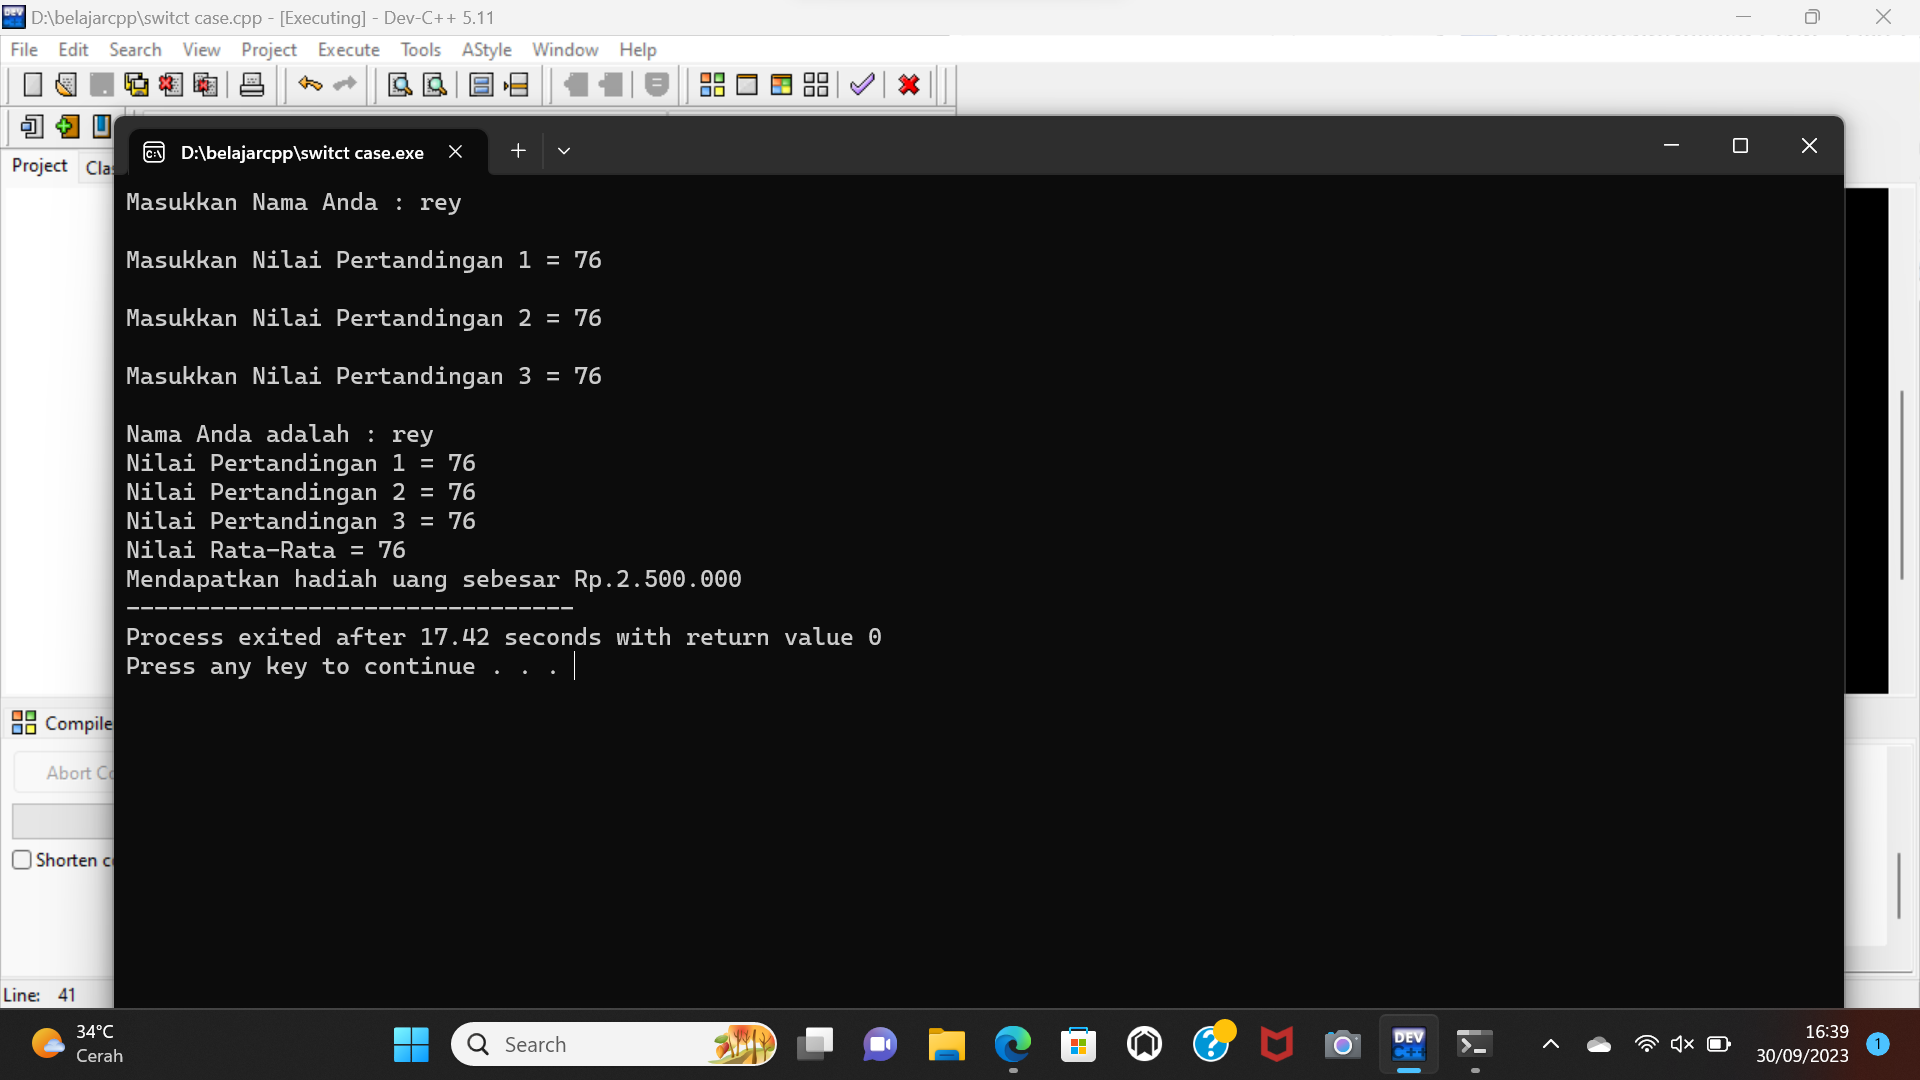 D:\belajarcpp\switct case.cpp - [Executing] - Dev-C++ 5.11
File Edit Search View Project Execute Tools AStyle Window Help
Project
D:\belajarcpp\switct case.exe
Masukkan Nama Anda : rey
Masukkan Nilai Pertandingan 1 = 76
Masukkan Nilai Pertandingan 2 = 76
Masukkan Nilai Pertandingan 3 = 76
Nama Anda adalah : rey
Nilai Pertandingan 1 = 76
Nilai Pertandingan 2 = 76
Nilai Pertandingan 3 = 76
Nilai Rata-Rata = 76
Mendapatkan hadiah uang sebesar Rp.2.500.000
--------------------------------
Process exited after 17.42 seconds with return value 0
Press any key to continue . . .
Compile
Abort
Shorten
Line: 41
34°C
Cerah
Search
DEV
C++
16:39
30/09/2023
1